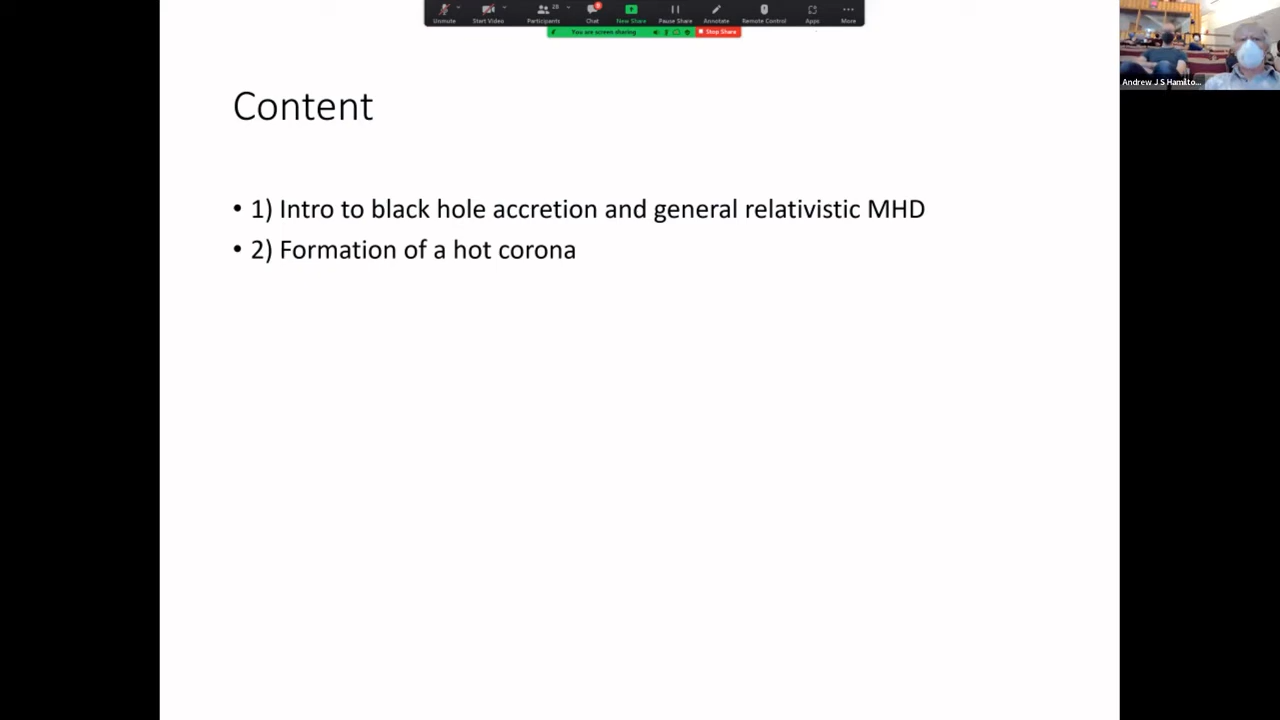 28
8
Unmute
Start Video
Participants
Chat
New Share
Pause Share
Annotate
Remote Control
Apps
More
You are screen sharing
Stop Share
Andrew J S Hamilto...
Content
• 1) Intro to black hole accretion and general relativistic MHD
• 2) Formation of a hot corona